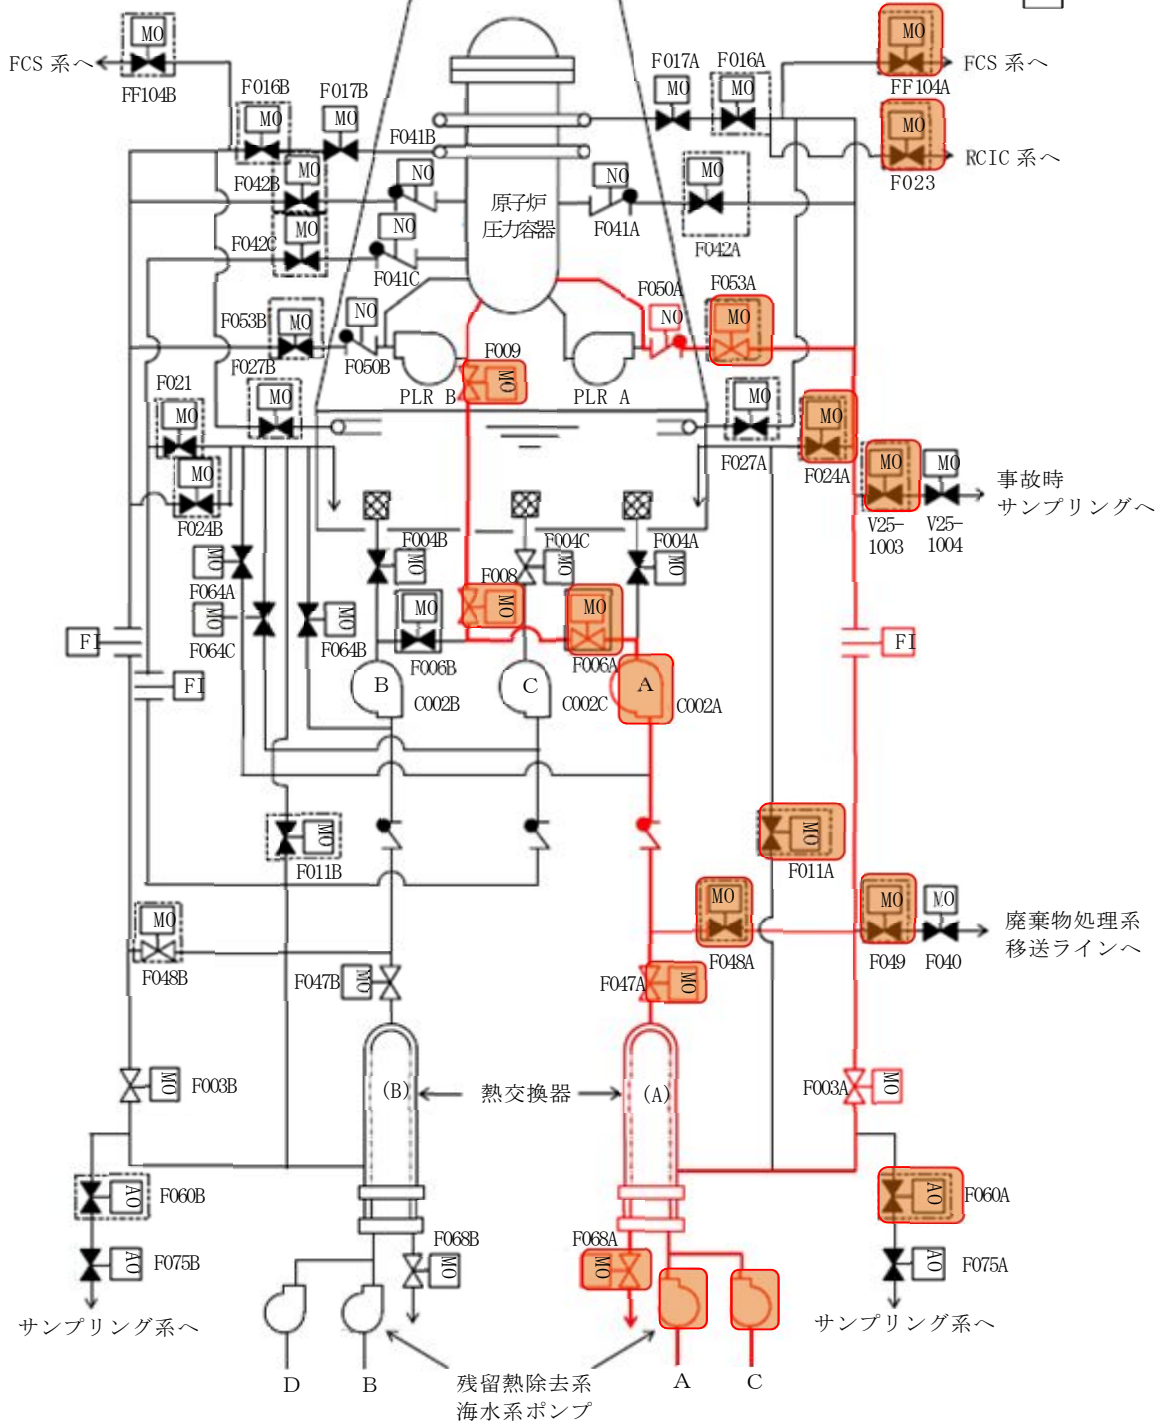 MO
MO
FCS 系へ
FCS 系へ
FF104B
FF104A
F016B
F017B
F017A
F016A
MO
MO
MO
MO
MO
F041B
RCIC 系へ
F023
F042B
MO
NO
NO
MO
原子炉
圧力容器
F042C
MO
NO
F041A
F042A
F041C
F050A
F053A
F053B
MO
NO
NO
MO
F009
F027B
F050B
MO
F021
MO
PLR B
PLR A
MO
MO
MO
F027A
F024A
MO
MO
MO
事故時
サンプリングへ
F024B
V25-
1003
V25-
1004
F004B
F004C
F004A
MO
MO
MO
MO
F064A
F008
MO
MO
MO
MO
MO
F064C
F064B
F006B
F006A
FI
FI
FI
B
C
A
C002B
C002C
C002A
MO
MO
F011B
F011A
MO
MO
MO
MO
廃棄物処理系
移送ラインへ
F048B
F048A
F049
F040
F047B
MO
F047A
MO
F003B
MO
(B)
熱交換器
(A)
F003A
MO
AO
F060B
AO
F060A
F068B
F068A
AO
F075B
MO
MO
AO
F075A
サンプリング系へ
サンプリング系へ
D
B
残留熱除去系
海水系ポンプ
A
C